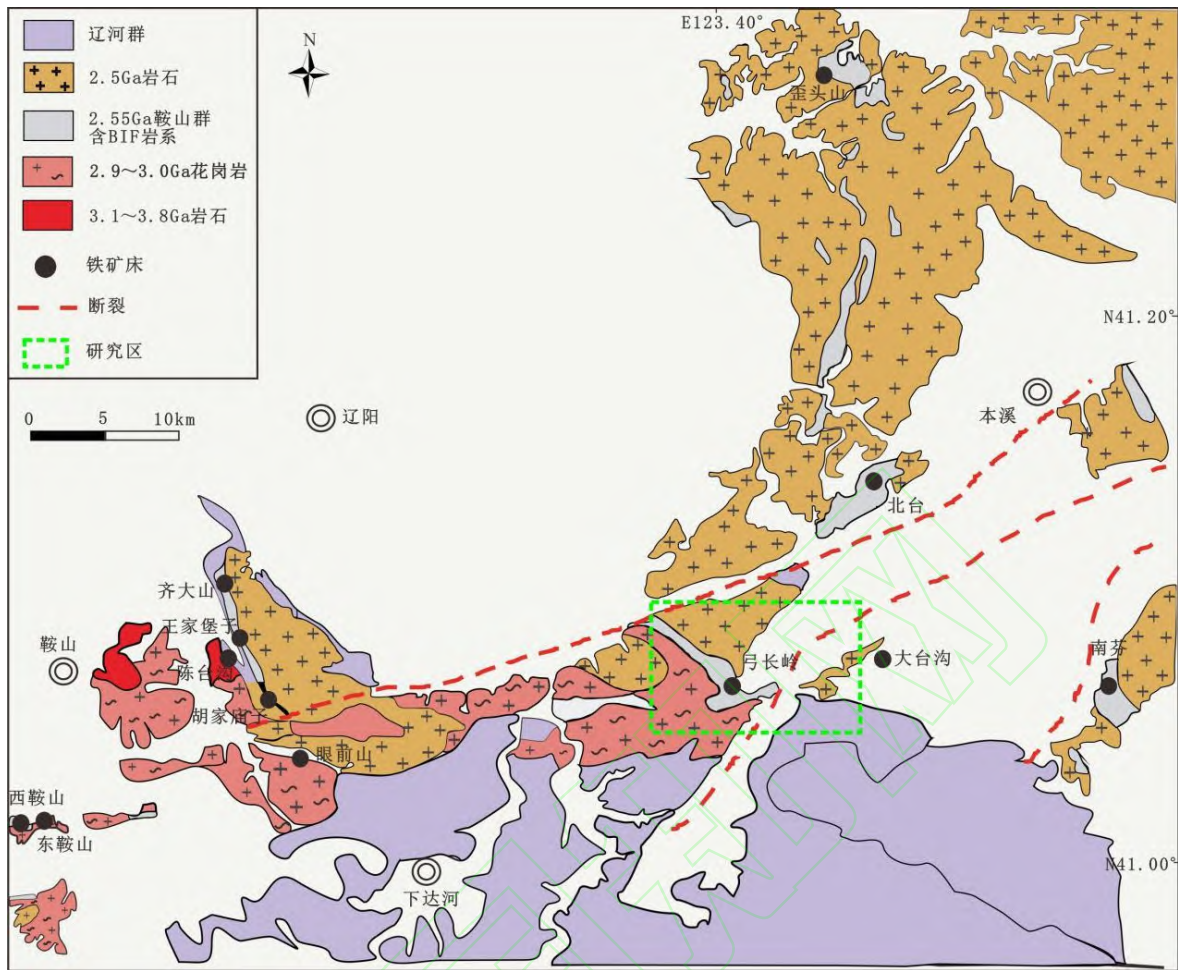 辽河群
2.5Ga岩石
2.55Ga鞍山群
含BIF岩系
2.9~3.0Ga花岗岩
3.1~3.8Ga岩石
铁矿床
断裂
研究区
0 5 10km
N
E123.40°
歪头山
N41.20°
本溪
辽阳
北台
齐大山
王家堡子
鞍山
陈台沟
胡家庙子
弓长岭
大台沟
南芬
眼前山
西鞍山
东鞍山
下达河
N41.00°